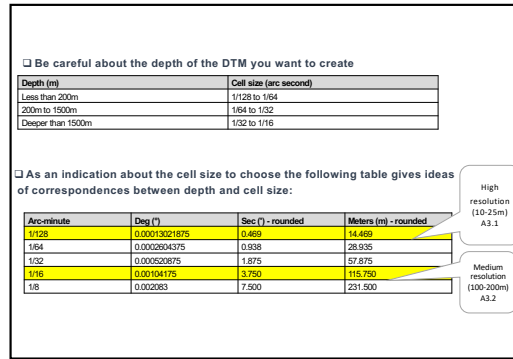 ❑ Be careful about the depth of the DTM you want to create
Depth (m) Cell size (arc second)
Less than 200m 1/128 to 1/64
200m to 1500m 1/64 to 1/32
Deeper than 1500m 1/32 to 1/16
❑ As an indication about the cell size to choose the following table gives ideas
of correspondences between depth and cell size:
High
resolution
(10-25m)
A3.1
Arc-minute Deg (°) Sec (°) - rounded Meters (m) - rounded
1/128 0.00013021875 0.469 14.469
1/64 0.0002604375 0.938 28.935
1/32 0.000520875 1.875 57.875
1/16 0.00104175 3.750 115.750
1/8 0.002083 7.500 231.500
Medium
resolution
(100-200m)
A3.2